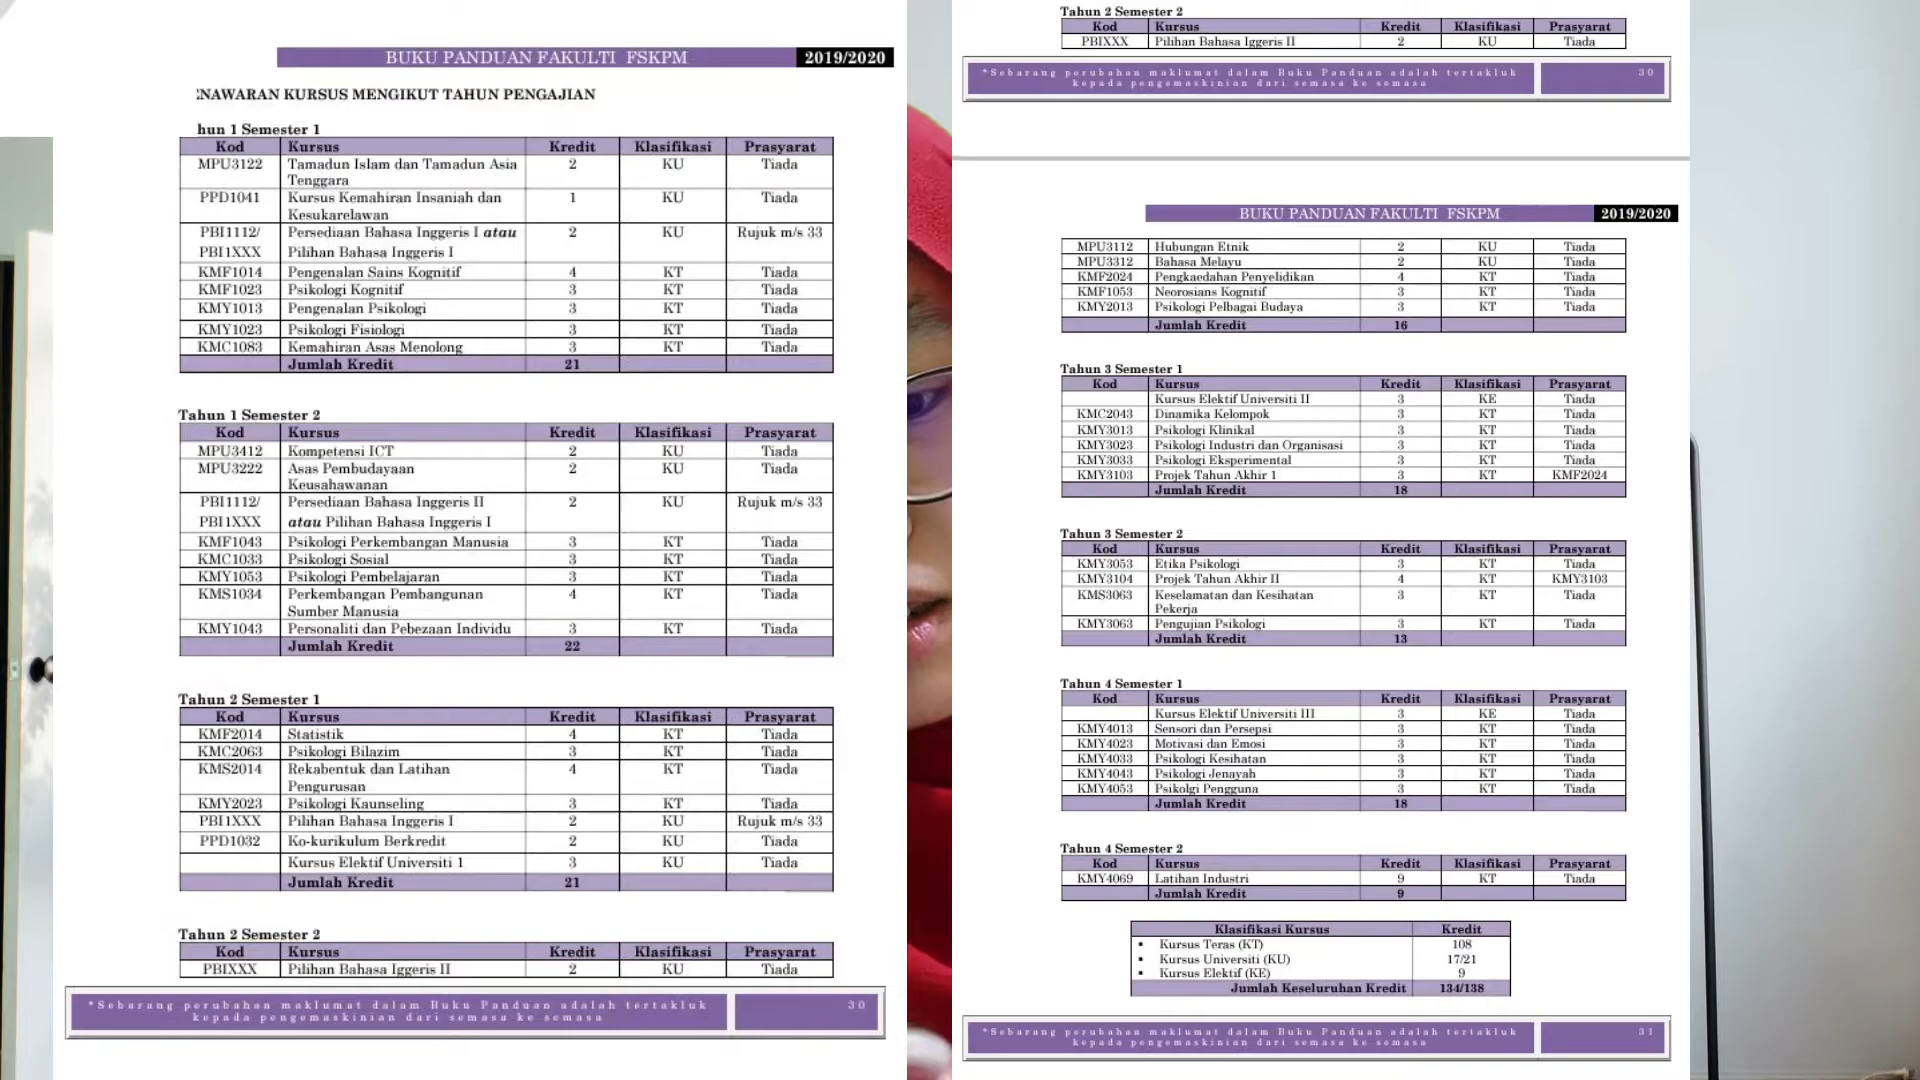 BUKU PANDUAN FAKULTI FSKPM 2019/2020
NAWARAN KURSUS MENGIKUT TAHUN PENGAJIAN
hun 1 Semester 1
Kod Kursus Kredit Klasifikasi Prasyarat
MPU3122 Tamadun Islam dan Tamadun Asia 2 KU Tiada
Tenggara
PPD1041 Kursus Kemahiran Insaniah dan 1 KU Tiada
Kesukarelawan
PBI1112/ Persediaan Bahasa Inggeris I atau 2 KU Rujuk m/s 33
PBI1XXX Pilihan Bahasa Inggeris I
KMF1014 Pengenalan Sains Kognitif 4 KT Tiada
KMF1023 Psikologi Kognitif 3 KT Tiada
KMY1013 Pengenalan Psikologi 3 KT Tiada
KMY1023 Psikologi Fisiologi 3 KT Tiada
KMC1083 Kemahiran Asas Menolong 3 KT Tiada
Jumlah Kredit 21
Tahun 1 Semester 2
Kod Kursus Kredit Klasifikasi Prasyarat
MPU3412 Kompetensi ICT 2 KU Tiada
MPU3222 Asas Pembudayaan 2 KU Tiada
Keusahawanan
PBI1112/ Persediaan Bahasa Inggeris II 2 KU Rujuk m/s 33
PBI1XXX atau Pilihan Bahasa Inggeris I
KMF1043 Psikologi Perkembangan Manusia 3 KT Tiada
KMC1033 Psikologi Sosial 3 KT Tiada
KMY1053 Psikologi Pembelajaran 3 KT Tiada
KMS1034 Perkembangan Pembangunan 4 KT Tiada
Sumber Manusia
KMY1043 Personaliti dan Pebezaan Individu 3 KT Tiada
Jumlah Kredit 22
Tahun 2 Semester 1
Kod Kursus Kredit Klasifikasi Prasyarat
KMF2014 Statistik 4 KT Tiada
KMC2063 Psikologi Bilazim 3 KT Tiada
KMS2014 Rekabentuk dan Latihan 4 KT Tiada
Pengurusan
KMY2023 Psikologi Kaunseling 3 KT Tiada
PBI1XXX Pilihan Bahasa Inggeris I 2 KU Rujuk m/s 33
PPD1032 Ko-kurikulum Berkredit 2 KU Tiada
Kursus Elektif Universiti 1 3 KU Tiada
Jumlah Kredit 21
Tahun 2 Semester 2
Kod Kursus Kredit Klasifikasi Prasyarat
PBIXXX Pilihan Bahasa Iggeris II 2 KU Tiada
*Sebarang perubahan maklumat dalam Buku Panduan adalah tertakluk 30
kepada pengemaskinian dari semasa ke semasa
Tahun 2 Semester 2
Kod Kursus Kredit Klasifikasi Prasyarat
PBIXXX Pilihan Bahasa Iggeris II 2 KU Tiada
*Sebarang perubahan maklumat dalam Buku Panduan adalah tertakluk 30
kepada pengemaskinian dari semasa ke semasa
BUKU PANDUAN FAKULTI FSKPM 2019/2020
MPU3112 Hubungan Etnik 2 KU Tiada
MPU3312 Bahasa Melayu 2 KU Tiada
KMF2024 Pengkaedahan Penyelidikan 4 KT Tiada
KMF1053 Neorosians Kognitif 3 KT Tiada
KMY2013 Psikologi Pelbagai Budaya 3 KT Tiada
Jumlah Kredit 16
Tahun 3 Semester 1
Kod Kursus Kredit Klasifikasi Prasyarat
Kursus Elektif Universiti II 3 KE Tiada
KMC2043 Dinamika Kelompok 3 KT Tiada
KMY3013 Psikologi Klinikal 3 KT Tiada
KMY3023 Psikologi Industri dan Organisasi 3 KT Tiada
KMY3033 Psikologi Eksperimental 3 KT Tiada
KMY3103 Projek Tahun Akhir 1 3 KT KMF2024
Jumlah Kredit 18
Tahun 3 Semester 2
Kod Kursus Kredit Klasifikasi Prasyarat
KMY3053 Etika Psikologi 3 KT Tiada
KMY3104 Projek Tahun Akhir II 4 KT KMY3103
KMS3063 Keselamatan dan Kesihatan 3 KT Tiada
Pekerja
KMY3063 Pengujian Psikologi 3 KT Tiada
Jumlah Kredit 13
Tahun 4 Semester 1
Kod Kursus Kredit Klasifikasi Prasyarat
Kursus Elektif Universiti III 3 KE Tiada
KMY4013 Sensori dan Persepsi 3 KT Tiada
KMY4023 Motivasi dan Emosi 3 KT Tiada
KMY4033 Psikologi Kesihatan 3 KT Tiada
KMY4043 Psikologi Jenayah 3 KT Tiada
KMY4053 Psikolgi Pengguna 3 KT Tiada
Jumlah Kredit 18
Tahun 4 Semester 2
Kod Kursus Kredit Klasifikasi Prasyarat
KMY4069 Latihan Industri 9 KT Tiada
Jumlah Kredit 9
Klasifikasi Kursus Kredit
▪ Kursus Teras (KT) 108
▪ Kursus Universiti (KU) 17/21
▪ Kursus Elektif (KE) 9
Jumlah Keseluruhan Kredit 134/138
*Sebarang perubahan maklumat dalam Buku Panduan adalah tertakluk 31
kepada pengemaskinian dari semasa ke semasa